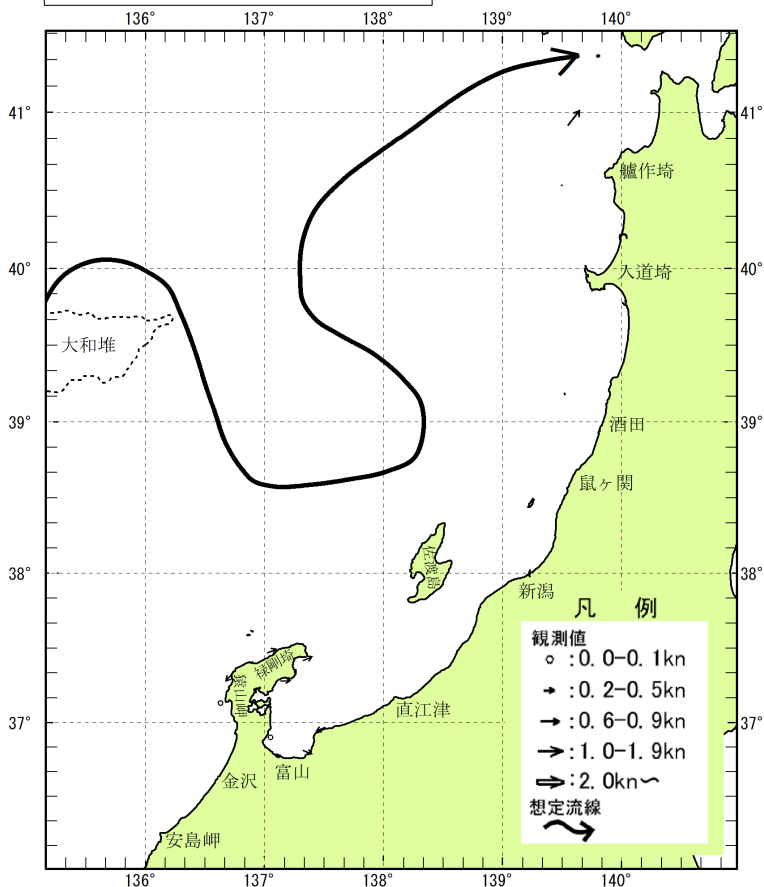 136° 137° 138° 139° 140°
41° 41°
艫作埼
40° 入道埼 40°
大和堆
39° 酒田 39°
鼠ヶ関
佐渡島
38° 新潟 38°
凡 例
観測値
:0.0-0.1kn
:0.2-0.5kn
:0.6-0.9kn
:1.0-1.9kn
:2.0kn〜
想定流線
禄剛埼
猿山岬
37° 直江津 37°
金沢 富山
安島岬
136° 137° 138° 139° 140°